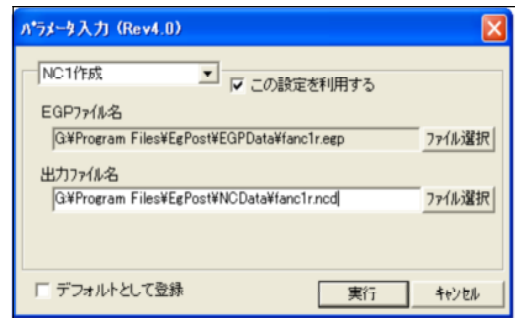 ﾊﾟﾗﾒｰﾀ入力 (Rev4.0)
NC1作成
この設定を利用する
EGPﾌｧｲﾙ名
G:¥Program Files¥EgPost¥EGPData¥fanc1r.egp
ﾌｧｲﾙ選択
出力ﾌｧｲﾙ名
G:¥Program Files¥EgPost¥NCData¥fanc1r.ncd
ﾌｧｲﾙ選択
デフォルトとして登録
実行
ｷｬﾝｾﾙ